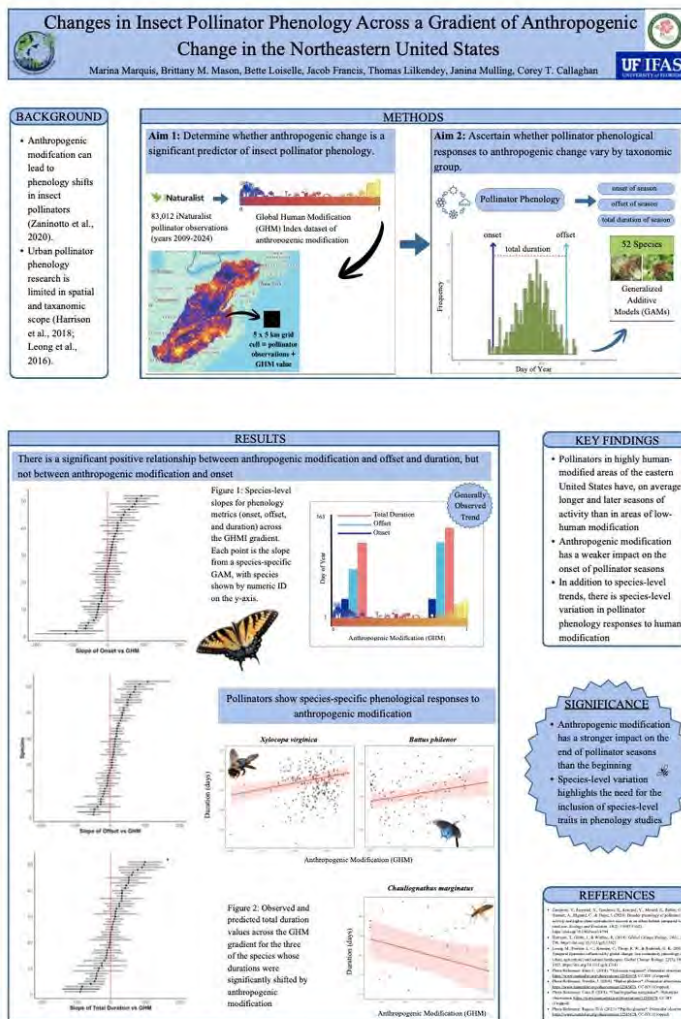 Changes in Insect Pollinator Phenology Across a Gradient of Anthropogenic
Change in the Northeastern United States
Marina Marquis, Brittany M. Mason, Bette Loiselle, Jacob Francis, Thomas Lilkendey, Janina Mulling, Corey T. Callaghan
UF IFAS
BACKGROUND
• Anthropogenic
modifcation can
lead to
phenology shifts
in insect
pollinators
(Zaninotto et al.,
2020).
• Urban pollinator
phenology
research is
limited in spatial
and taxanomic
scope (Harrison
et al., 2018;
Leong et al.,
2016).
METHODS
Aim 1: Determine whether anthropogenic change is a
significant predictor of insect pollinator phenology.
iNaturalist
83,012 iNaturalist
pollinator observations
(years 2009-2024)
Global Human Modification
(GHM) Index dataset of
anthropogenic modification
5 x 5 km grid
cell = pollinator
observations +
GHM value
Aim 2: Ascertain whether pollinator phenological
responses to anthropogenic change vary by taxonomic
group.
Pollinator Phenology
onset of season
offset of season
total duration of season
onset
offset
total duration
Frequency
Day of Year
52 Species
Generalized
Additive
Models (GAMs)
RESULTS
There is a significant positive relationship betweeen anthropogenic modification and offset and duration, but
not between anthropogenic modification and onset
Slope of Onset vs GHM
Species
Slope of Offset vs GHM
Slope of Total Duration vs GHM
Figure 1: Species-level
slopes for phenology
metrics (onset, offset,
and duration) across
the GHMI gradient.
Each point is the slope
from a species-specific
GAM, with species
shown by numeric ID
on the y-axis.
Generally
Observed
Trend
Total Duration
Offset
Onset
Day of Year
Anthropogenic Modification (GHM)
Pollinators show species-specific phenological responses to
anthropogenic modification
Xylocopa virginica
Battus philenor
Duration (days)
Anthropogenic Modification (GHM)
Figure 2: Observed and
predicted total duration
values across the GHM
gradient for the three
of the species whose
durations were
significantly shifted by
anthropogenic
modification
Chauliognathus marginatus
Duration (days)
Anthropogenic Modification (GHM)
KEY FINDINGS
• Pollinators in highly human-
modified areas of the eastern
United States have, on average,
longer and later seasons of
activity than in areas of low-
human modification
• Anthropogenic modification
has a weaker impact on the
onset of pollinator seasons
• In addition to species-level
trends, there is species-level
variation in pollinator
phenology responses to human
modification
SIGNIFICANCE
• Anthropogenic modification
has a stronger impact on the
end of pollinator seasons
than the beginning
• Species-level variation
highlights the need for the
inclusion of species-level
traits in phenology studies
REFERENCES